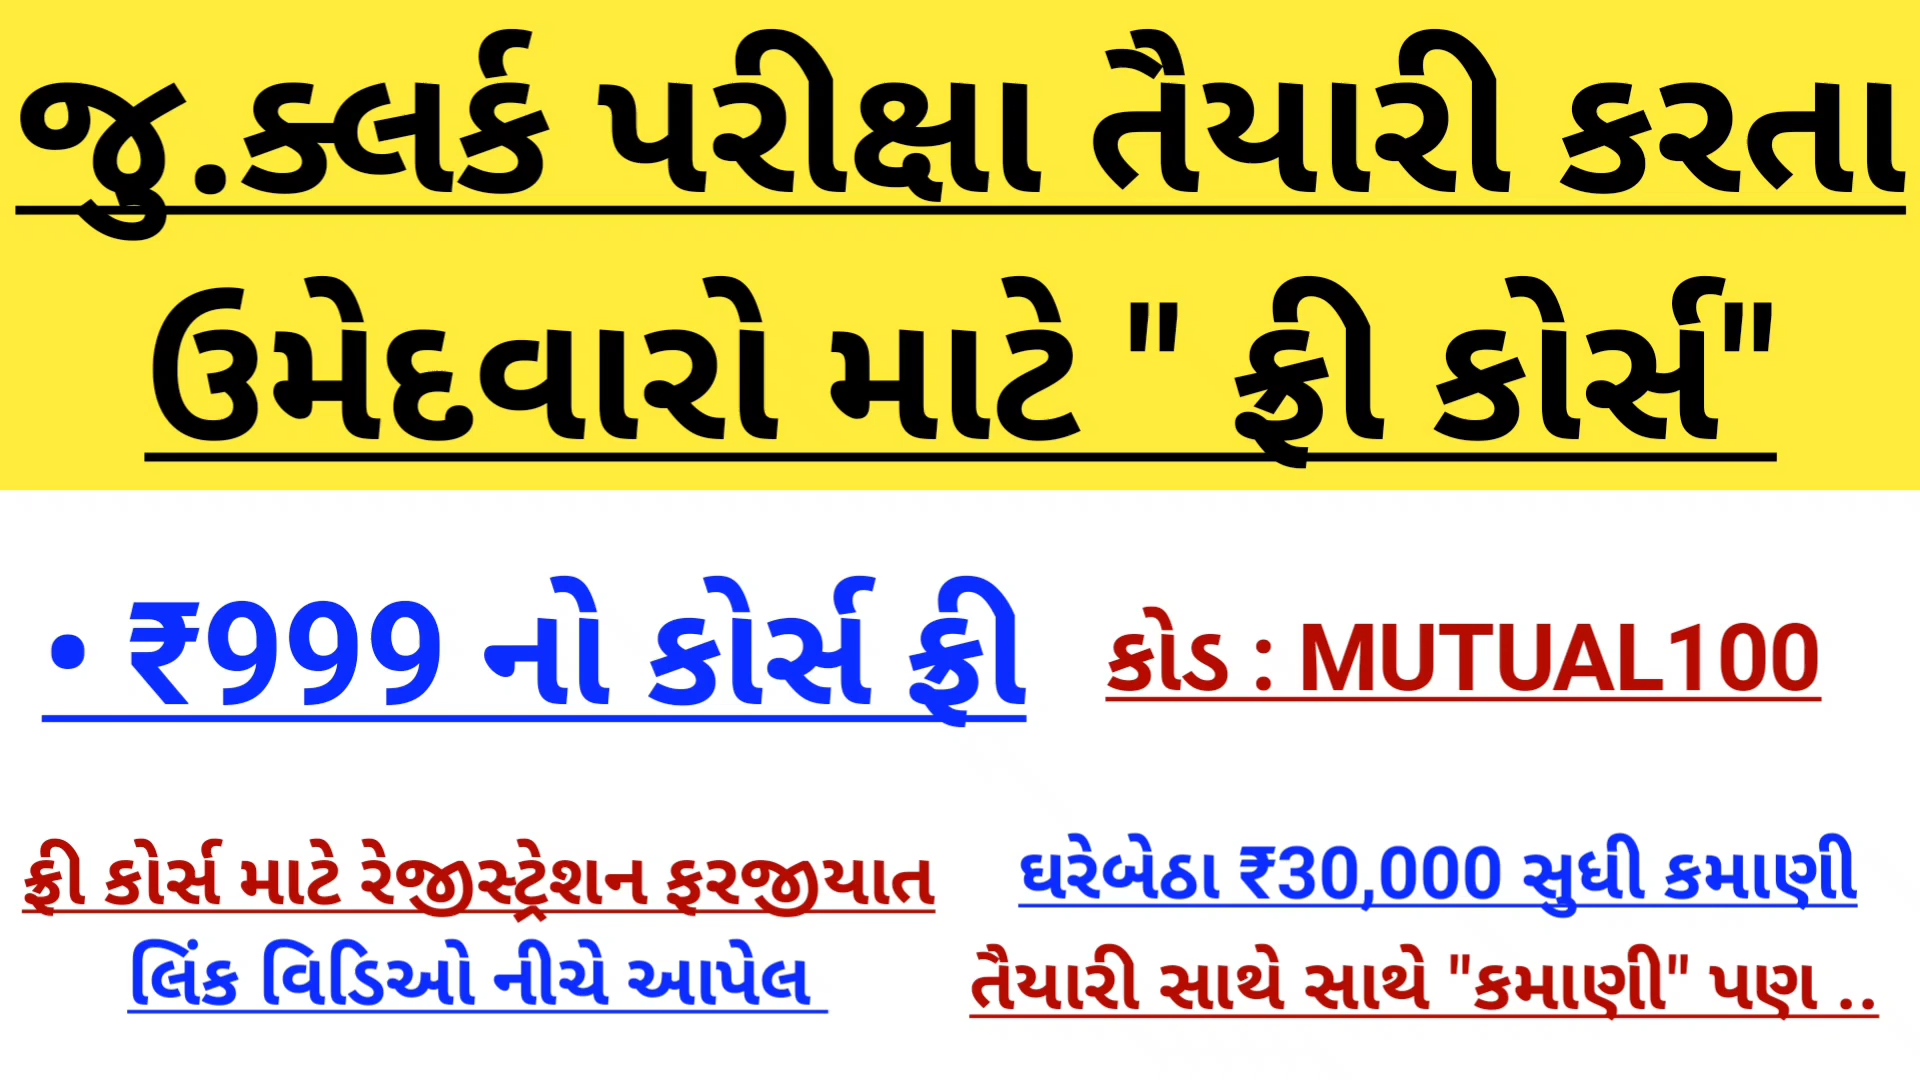 જુ.ક્લર્ક પરીક્ષા તૈયારી કરતા
ઉમેદવારો માટે " ફ્રી કોર્સ"
• ₹999 નો કોર્સ ફ્રી
કોડ : MUTUAL100
ફ્રી કોર્સ માટે રેજીસ્ટ્રેશન ફરજીયાત
લિંક વિડિઓ નીચે આપેલ
ઘરેબેઠા ₹30,000 સુધી કમાણી
તૈયારી સાથે સાથે "કમાણી" પણ ..